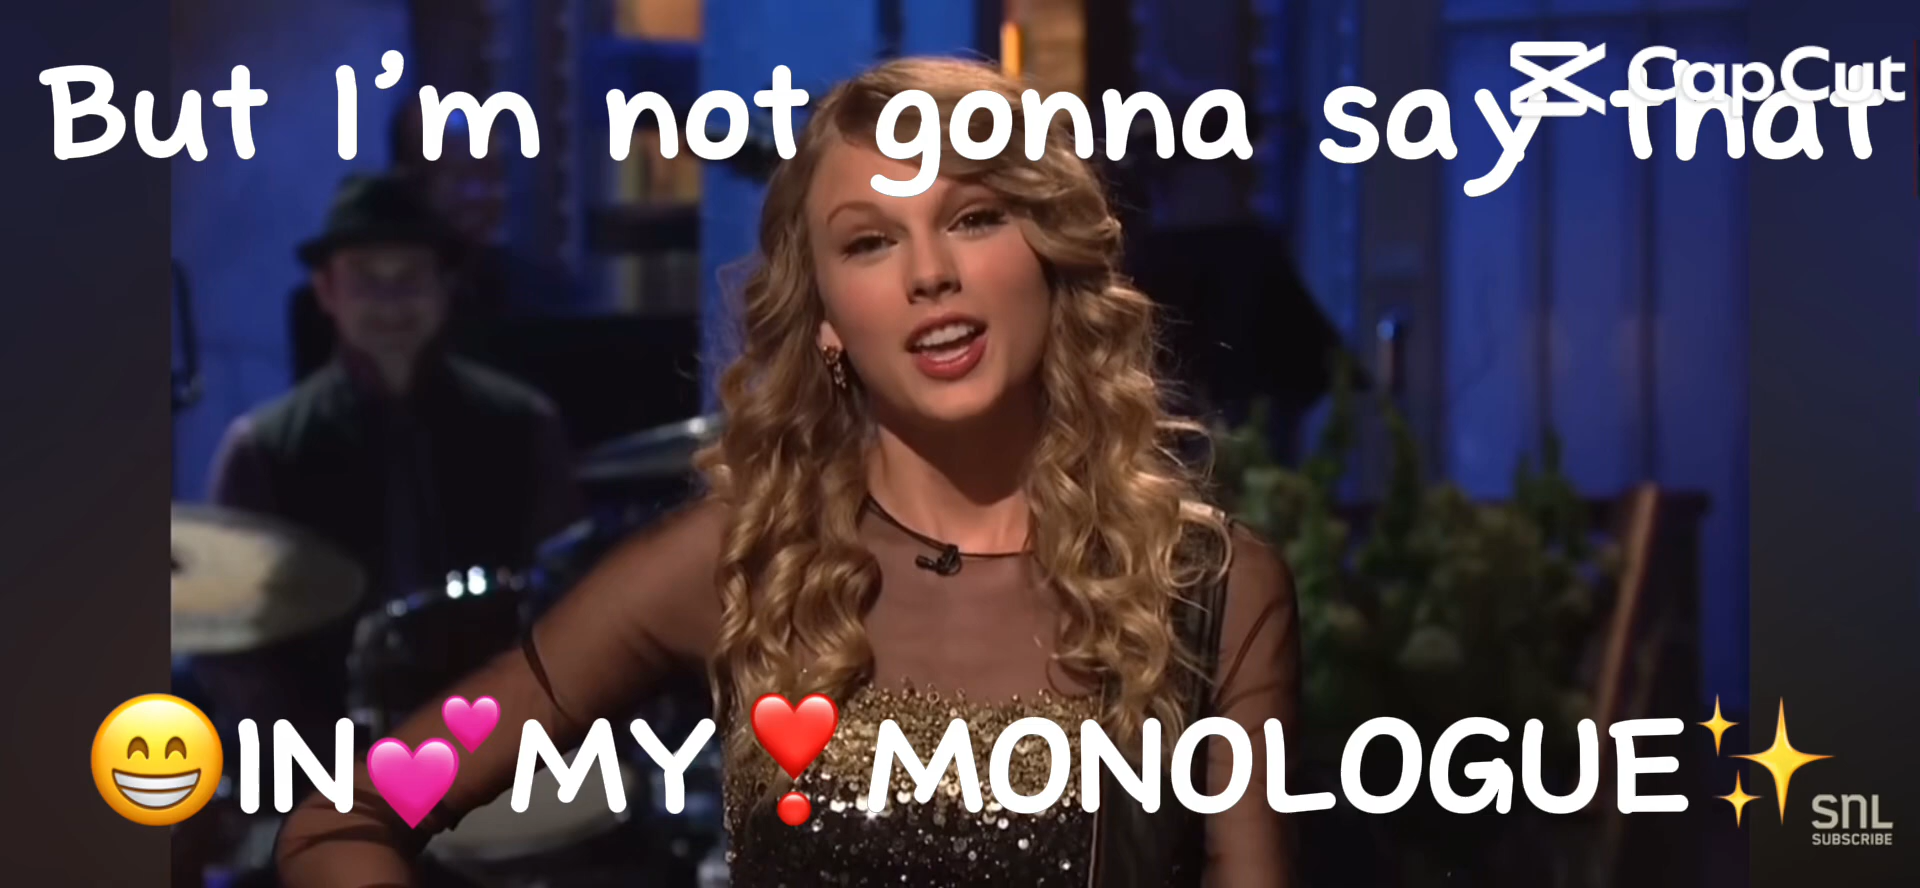 But I'm not gonna say that
CapCut
😁IN💕MY❣️MONOLOGUE✨
SNL
SUBSCRIBE